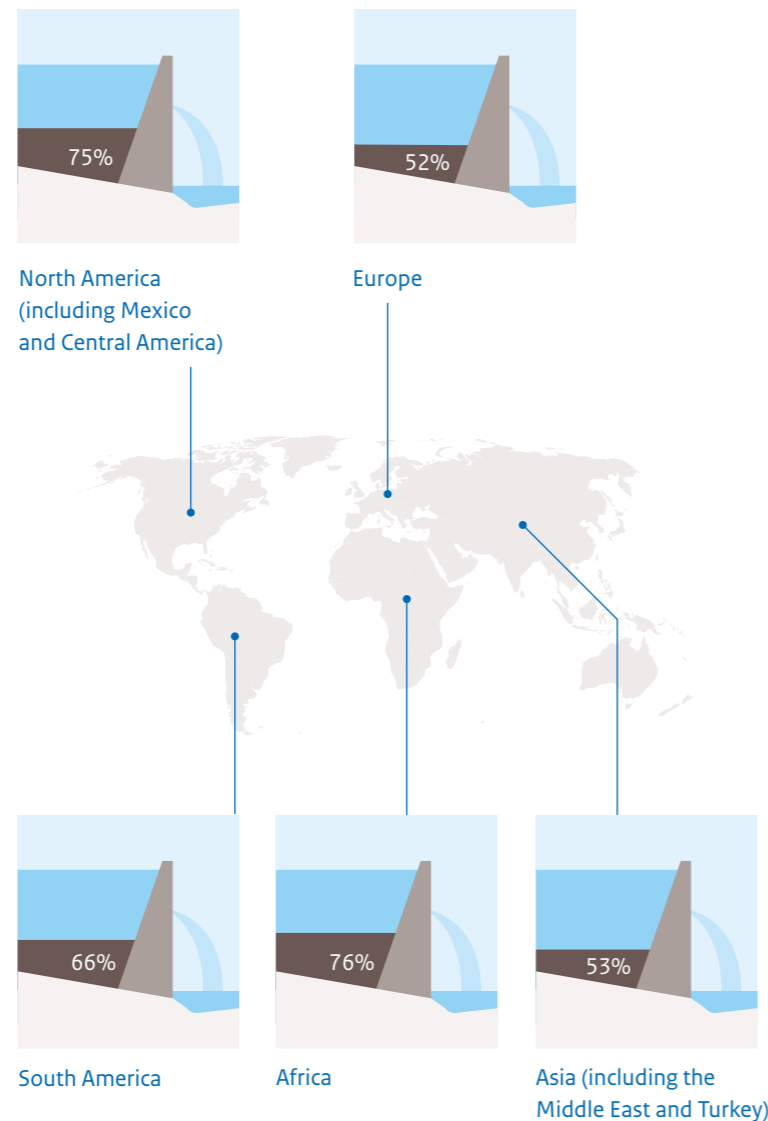 75%
52%
North America
(including Mexico
and Central America)
Europe
66%
76%
53%
South America
Africa
Asia (including the
Middle East and Turkey)